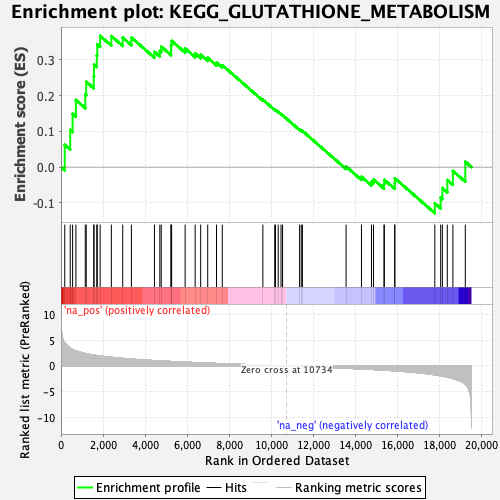 Enrichment plot: KEGG_GLUTATHIONE_METABOLISM
Enrichment score (ES)
0.3
0.2
0.1
0.0
-0.1
'na_pos' (positively correlated)
Ranked list metric (PreRanked)
10
5
0
-5
-10
Zero cross at 10734
'na_neg' (negatively correlated)
0
2,000
4,000
6,000
8,000
10,000
12,000
14,000
16,000
18,000
20,000
Rank in Ordered Dataset
Enrichment profile
Hits
Ranking metric scores